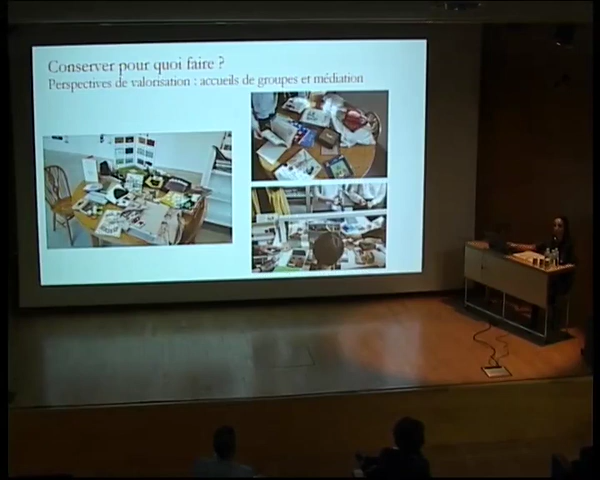 Conserver pour quoi faire ?
Perspectives de valorisation : accueils de groupes et médiation